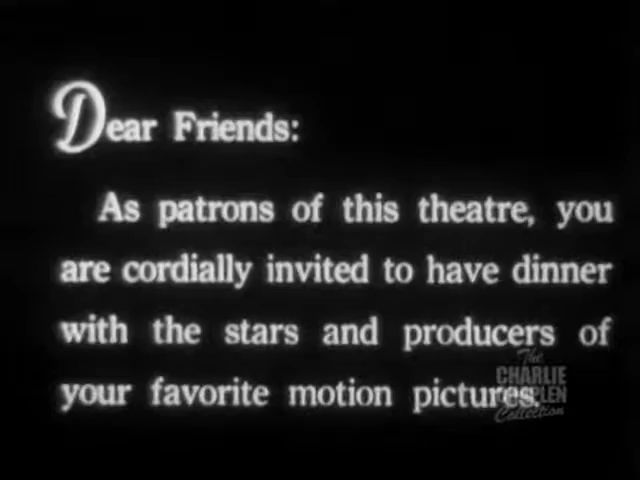 Dear Friends:
As patrons of this theatre, you
are cordially invited to have dinner
with the stars and producers of
your favorite motion pictures.
The
CHARLIE
Collection